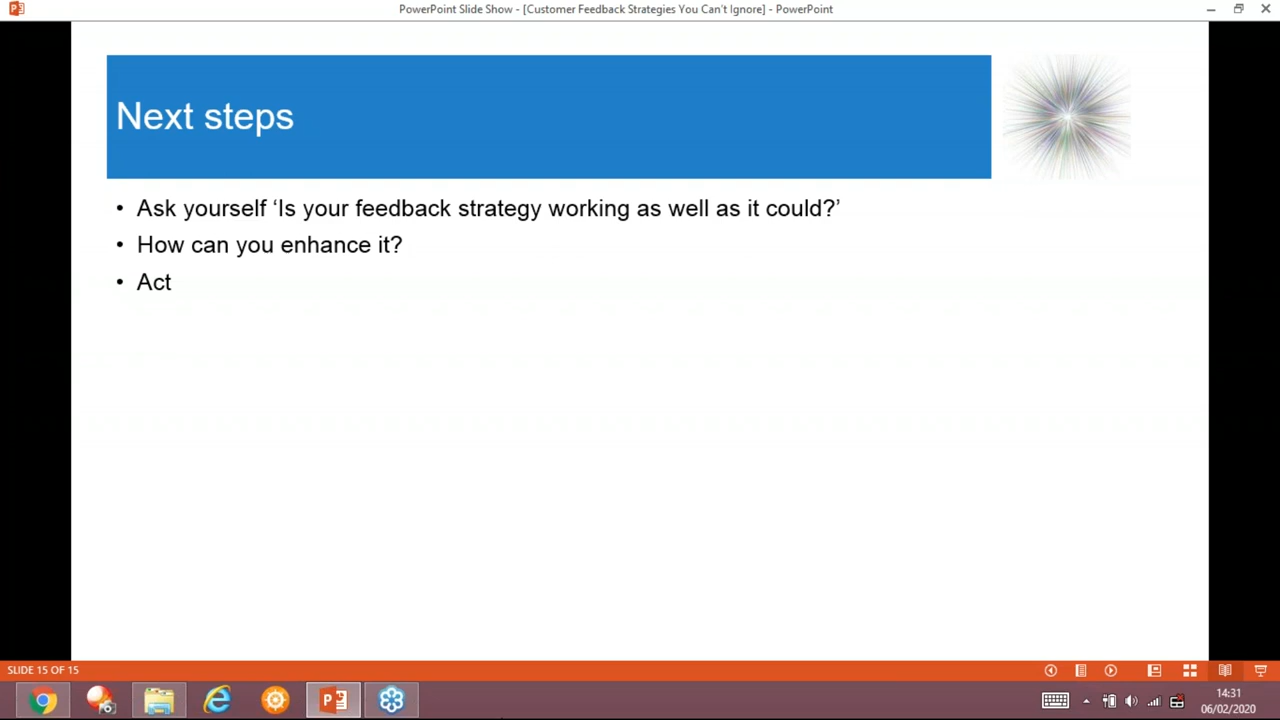 PowerPoint Slide Show - [Customer Feedback Strategies You Can't Ignore] - PowerPoint
Next steps
• Ask yourself ‘Is your feedback strategy working as well as it could?’
• How can you enhance it?
• Act
SLIDE 15 OF 15
14:31
06/02/2020